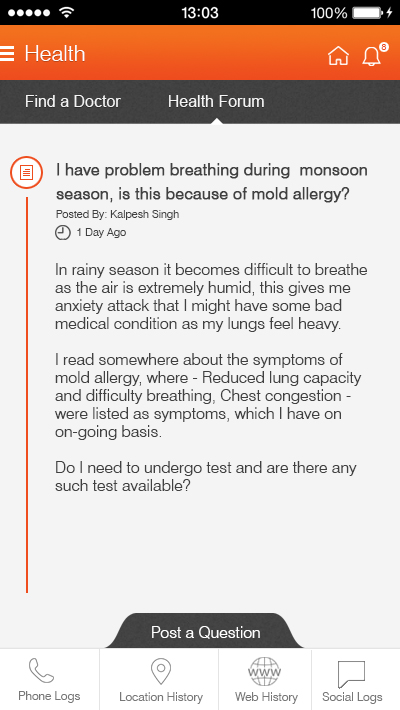 13:03
100%
Health
8
Find a Doctor
Health Forum
I have problem breathing during  monsoon
season, is this because of mold allergy?
Posted By: Kalpesh Singh
1 Day Ago
In rainy season it becomes difficult to breathe
as the air is extremely humid, this gives me
anxiety attack that I might have some bad
medical condition as my lungs feel heavy.
I read somewhere about the symptoms of
mold allergy, where - Reduced lung capacity
and difficulty breathing, Chest congestion -
were listed as symptoms, which I have on
on-going basis.
Do I need to undergo test and are there any
such test available?
Post a Question
Phone Logs
Location History
www
Web History
Social Logs